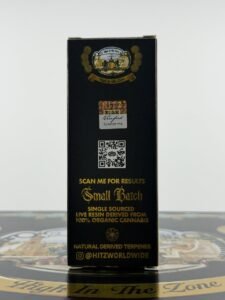 SCAN ME FOR RESULTS
Small Batch
SINGLE SOURCED
LIVE RESIN DERIVED FROM
100% ORGANIC CANNABIS
NATURAL DERIVED TERPENES
@HITZWORLDWIDE
High In The Zone